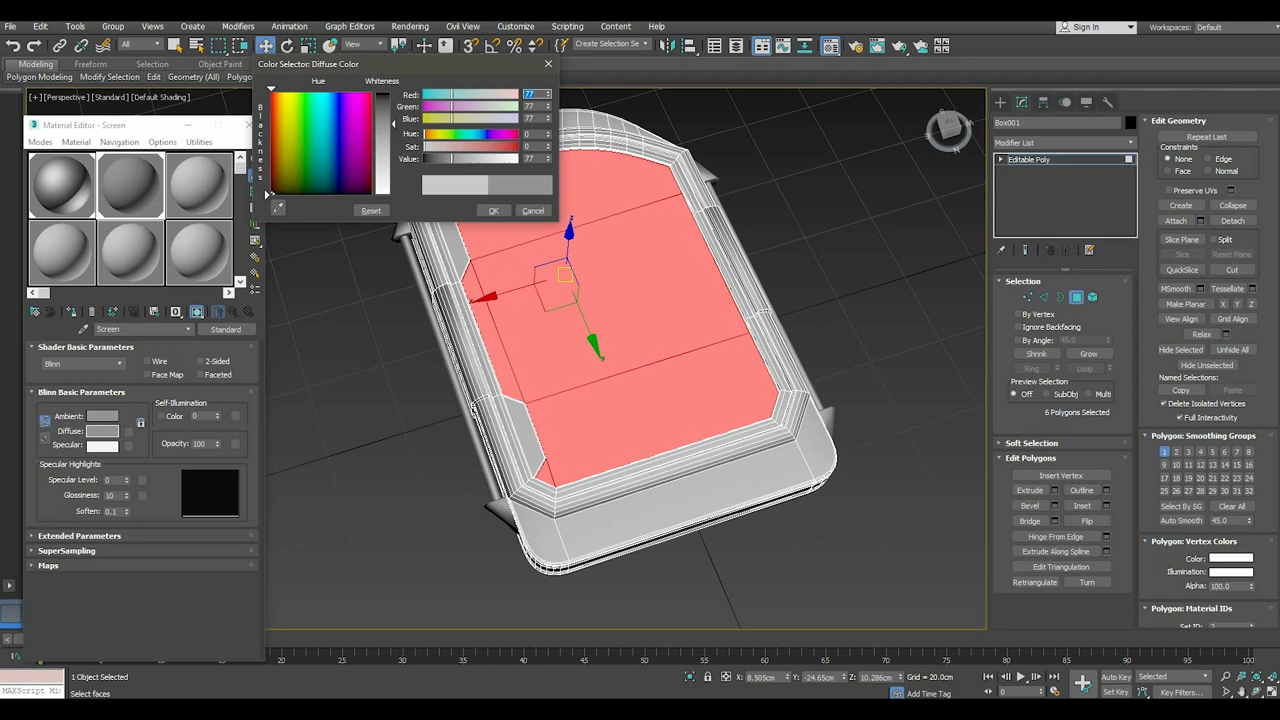 File Edit Tools Group Views Create Modifiers Animation Graph Editors Rendering Civil View Customize Scripting Content Help
Sign In Workspaces: Default
All View Create Selection Se
Modeling Freeform Selection Object Paint
Polygon Modeling Modify Selection Edit Geometry (All) Polygo
Color Selector: Diffuse Color
Hue Whiteness
Blackness
Red: 77
Green: 77
Blue: 77
Hue: 0
Sat: 0
Value: 77
Reset OK Cancel
[+] [Perspective] [Standard] [Default Shading]
Material Editor - Screen
Modes Material Navigation Options Utilities
Screen Standard
Shader Basic Parameters
Blinn Wire 2-Sided
Face Map Faceted
Blinn Basic Parameters
Self-Illumination
Ambient: Color 0
Diffuse:
Specular: Opacity: 100
Specular Highlights
Specular Level: 0
Glossiness: 10
Soften: 0.1
Extended Parameters
SuperSampling
Maps
Box001
Modifier List
Editable Poly
Selection
By Vertex
Ignore Backfacing
By Angle: 45.0
Shrink Grow
Ring Loop
Preview Selection
Off SubObj Multi
6 Polygons Selected
Soft Selection
Edit Polygons
Insert Vertex
Extrude Outline
Bevel Inset
Bridge Flip
Hinge From Edge
Extrude Along Spline
Edit Triangulation
Retriangulate Turn
Edit Geometry
Repeat Last
Constraints
None Edge
Face Normal
Preserve UVs
Create Collapse
Attach Detach
Slice Plane Split
Slice Reset Plane
QuickSlice Cut
MSmooth Tessellate
Make Planar X Y Z
View Align Grid Align
Relax
Hide Selected Unhide All
Hide Unselected
Named Selections:
Copy Paste
Delete Isolated Vertices
Full Interactivity
Polygon: Smoothing Groups
1 2 3 4 5 6 7 8
9 10 11 12 13 14 15 16
17 18 19 20 21 22 23 24
25 26 27 28 29 30 31 32
Select By SG Clear All
Auto Smooth 45.0
Polygon: Vertex Colors
Color:
Illumination:
Alpha: 100.0
Polygon: Material IDs
20 25 30 35 40 45 50 55 60 65 70 75 80 85 90 95 100
1 Object Selected
Select faces
MAXScript Mi
X: 8.505cm Y: -24.65cm Z: 10.286cm Grid = 20.0cm
Add Time Tag
0
Auto Key Selected
Set Key Key Filters...